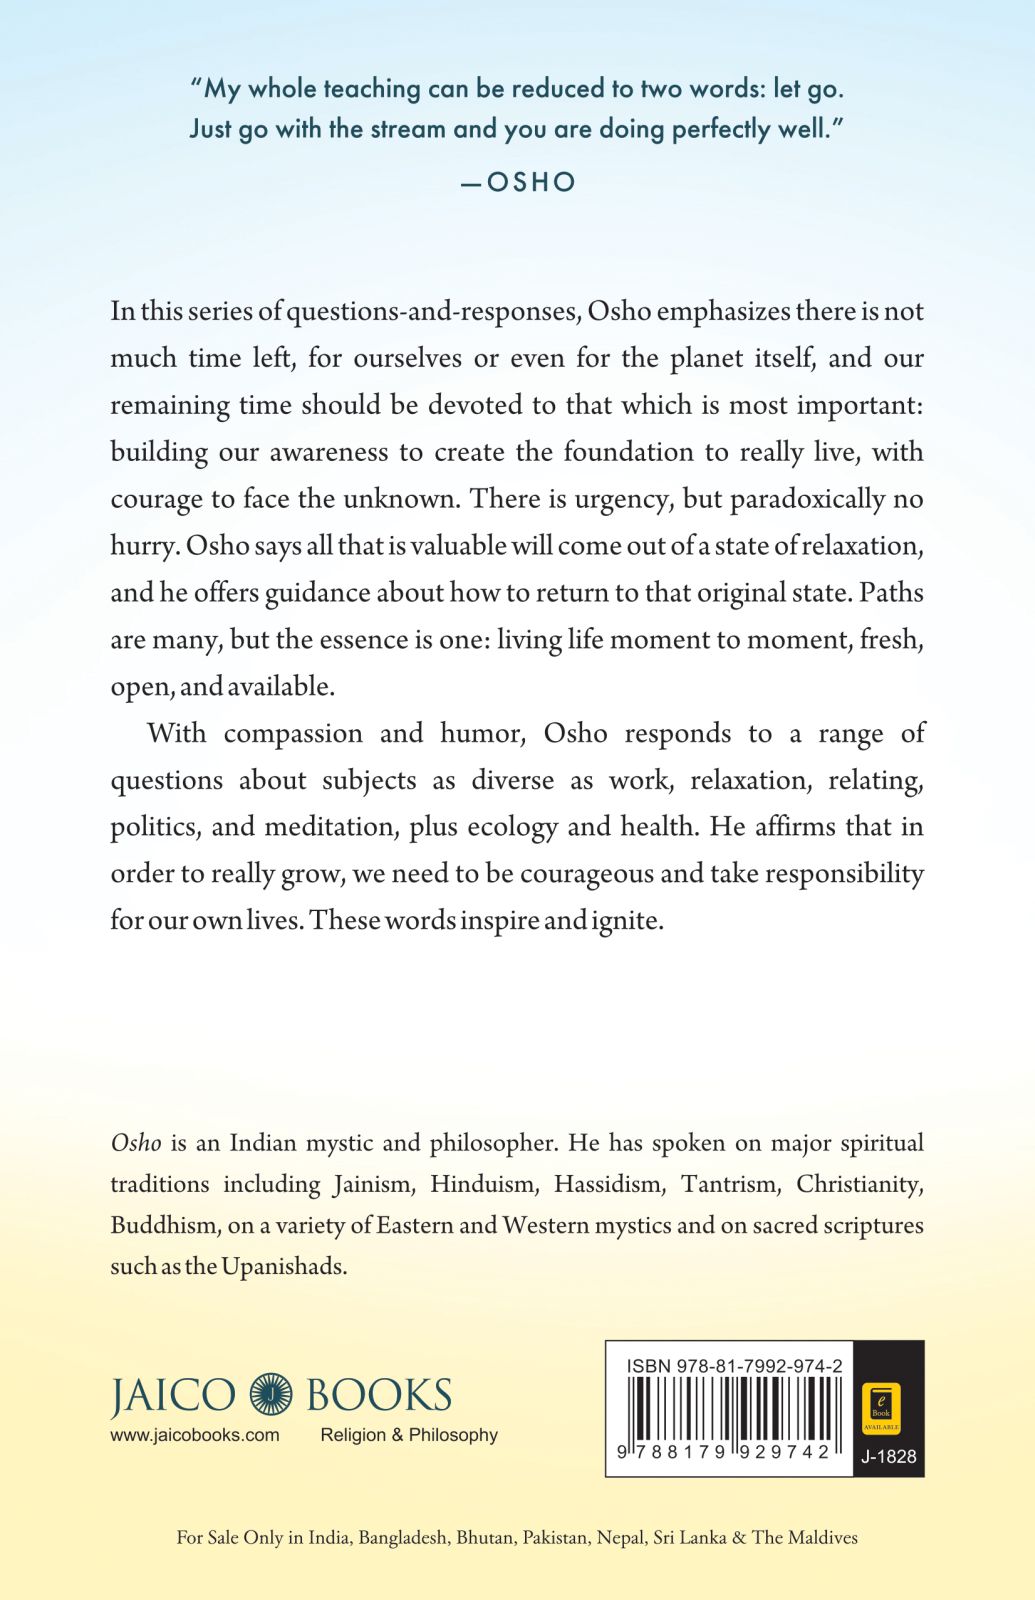 “My whole teaching can be reduced to two words: let go.
Just go with the stream and you are doing perfectly well.”
—OSHO
In this series of questions-and-responses, Osho emphasizes there is not
much time left, for ourselves or even for the planet itself, and our
remaining time should be devoted to that which is most important:
building our awareness to create the foundation to really live, with
courage to face the unknown. There is urgency, but paradoxically no
hurry. Osho says all that is valuable will come out of a state of relaxation,
and he offers guidance about how to return to that original state. Paths
are many, but the essence is one: living life moment to moment, fresh,
open, and available.
With compassion and humor, Osho responds to a range of
questions about subjects as diverse as work, relaxation, relating,
politics, and meditation, plus ecology and health. He affirms that in
order to really grow, we need to be courageous and take responsibility
for our own lives. These words inspire and ignite.
Osho is an Indian mystic and philosopher. He has spoken on major spiritual
traditions including Jainism, Hinduism, Hassidism, Tantrism, Christianity,
Buddhism, on a variety of Eastern and Western mystics and on sacred scriptures
such as the Upanishads.
JAICO J BOOKS
www.jaicobooks.com Religion & Philosophy
ISBN 978-81-7992-974-2
9 788179 929742
e
Book
AVAILABLE
J-1828
For Sale Only in India, Bangladesh, Bhutan, Pakistan, Nepal, Sri Lanka & The Maldives